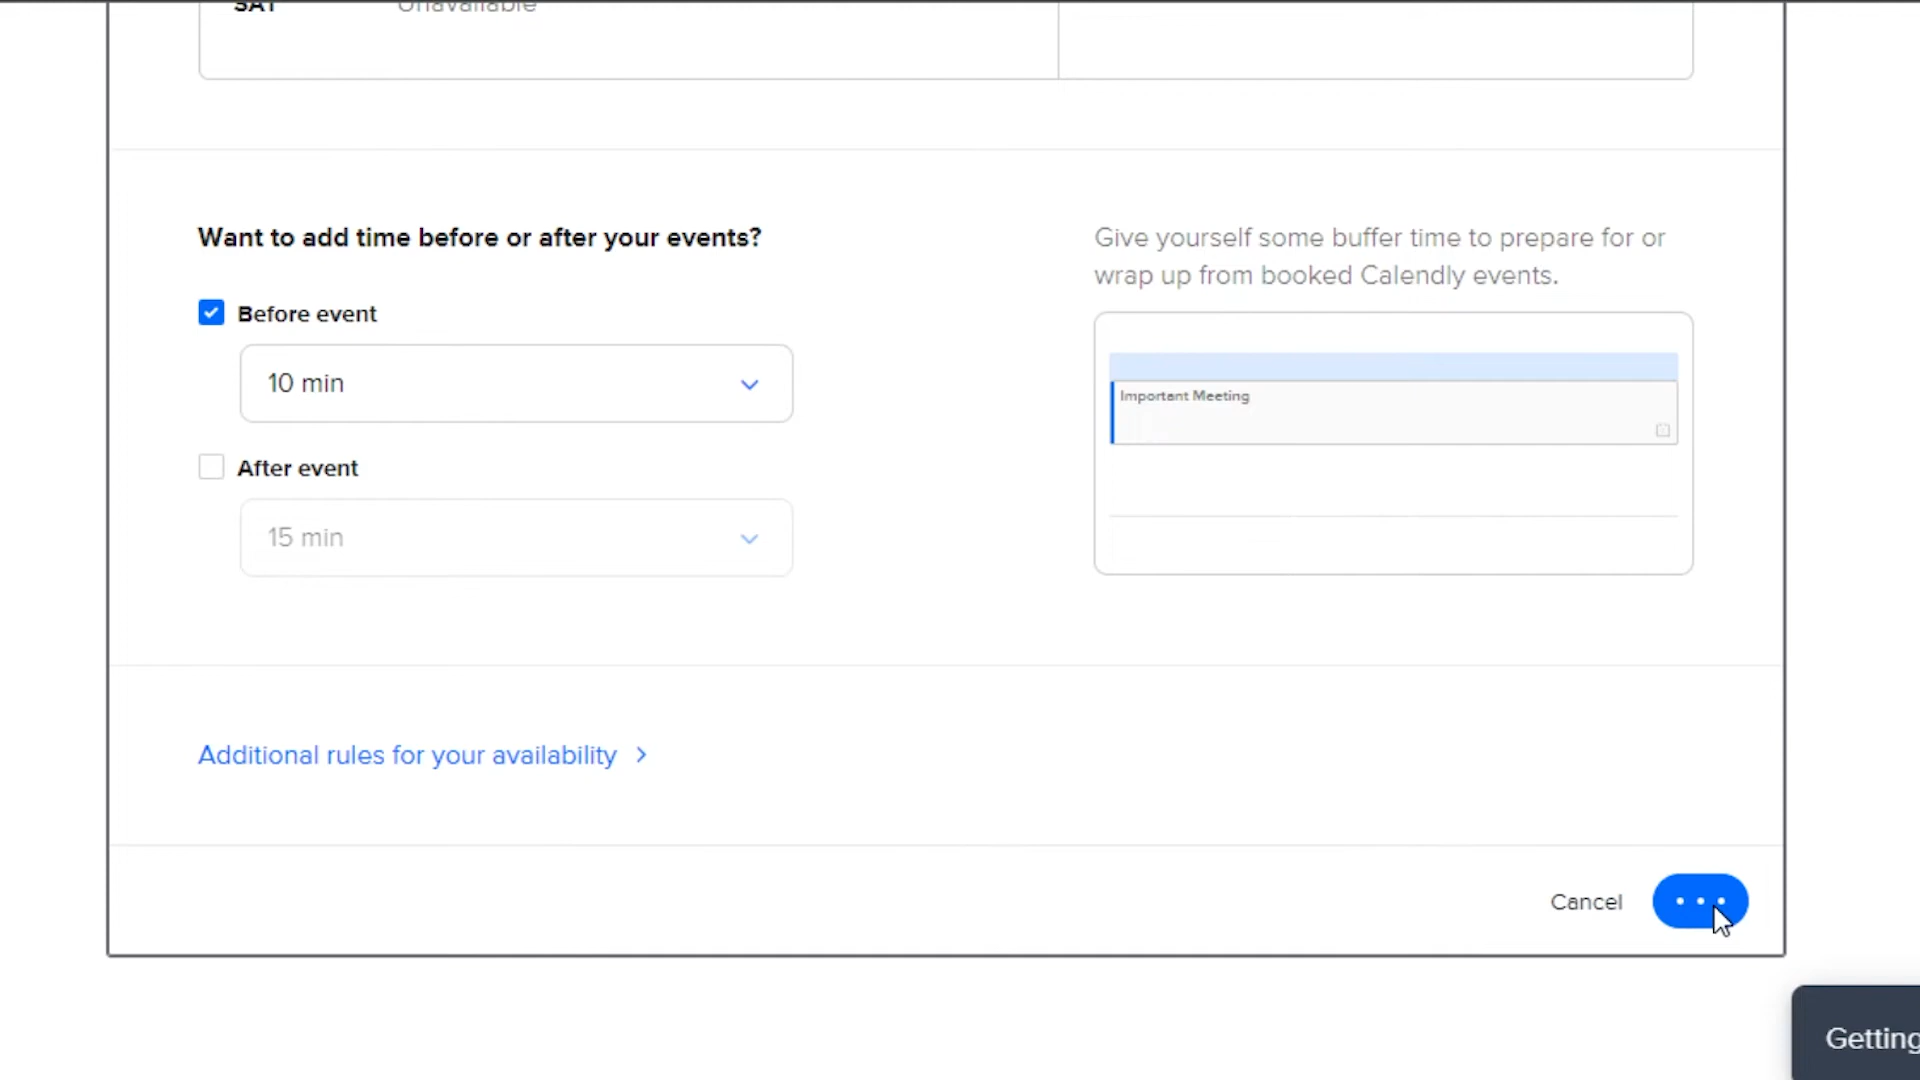 SAT Unavailable
Want to add time before or after your events?
Give yourself some buffer time to prepare for or
wrap up from booked Calendly events.
Before event
10 min
Important Meeting
After event
15 min
Additional rules for your availability
Cancel
Getting